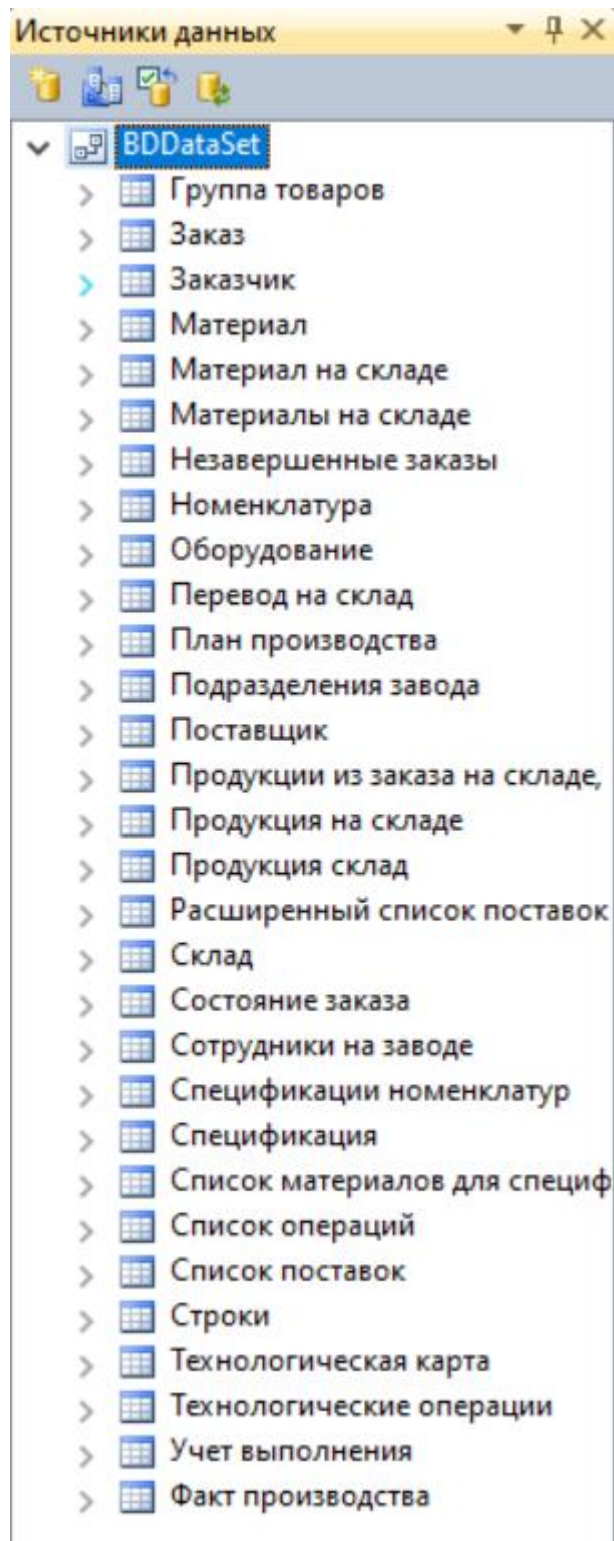 Источники данных
BDDataSet
Группа товаров
Заказ
Заказчик
Материал
Материал на складе
Материалы на складе
Незавершенные заказы
Номенклатура
Оборудование
Перевод на склад
План производства
Подразделения завода
Поставщик
Продукции из заказа на складе,
Продукция на складе
Продукция склад
Расширенный список поставок
Склад
Состояние заказа
Сотрудники на заводе
Спецификации номенклатур
Спецификация
Список материалов для специф
Список операций
Список поставок
Строки
Технологическая карта
Технологические операции
Учет выполнения
Факт производства